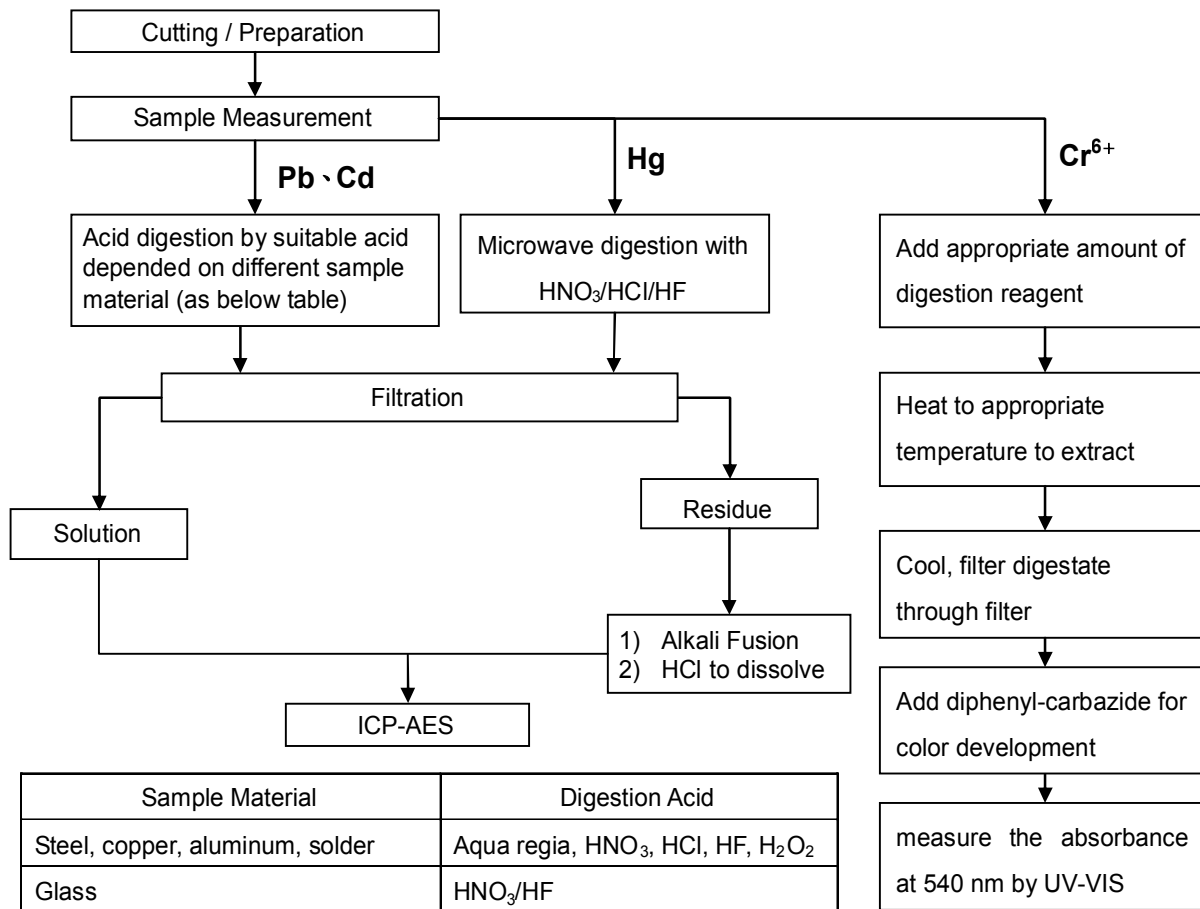 Cutting / Preparation
Sample Measurement
Pb、Cd
Hg
Cr⁶⁺
Acid digestion by suitable acid
depended on different sample
material (as below table)
Microwave digestion with
HNO₃/HCl/HF
Add appropriate amount of
digestion reagent
Filtration
Heat to appropriate
temperature to extract
Solution
Residue
Cool, filter digestate
through filter
1) Alkali Fusion
2) HCl to dissolve
ICP-AES
Add diphenyl-carbazide for
color development
measure the absorbance
at 540 nm by UV-VIS
Sample Material Digestion Acid
Steel, copper, aluminum, solder Aqua regia, HNO₃, HCl, HF, H₂O₂
Glass HNO₃/HF